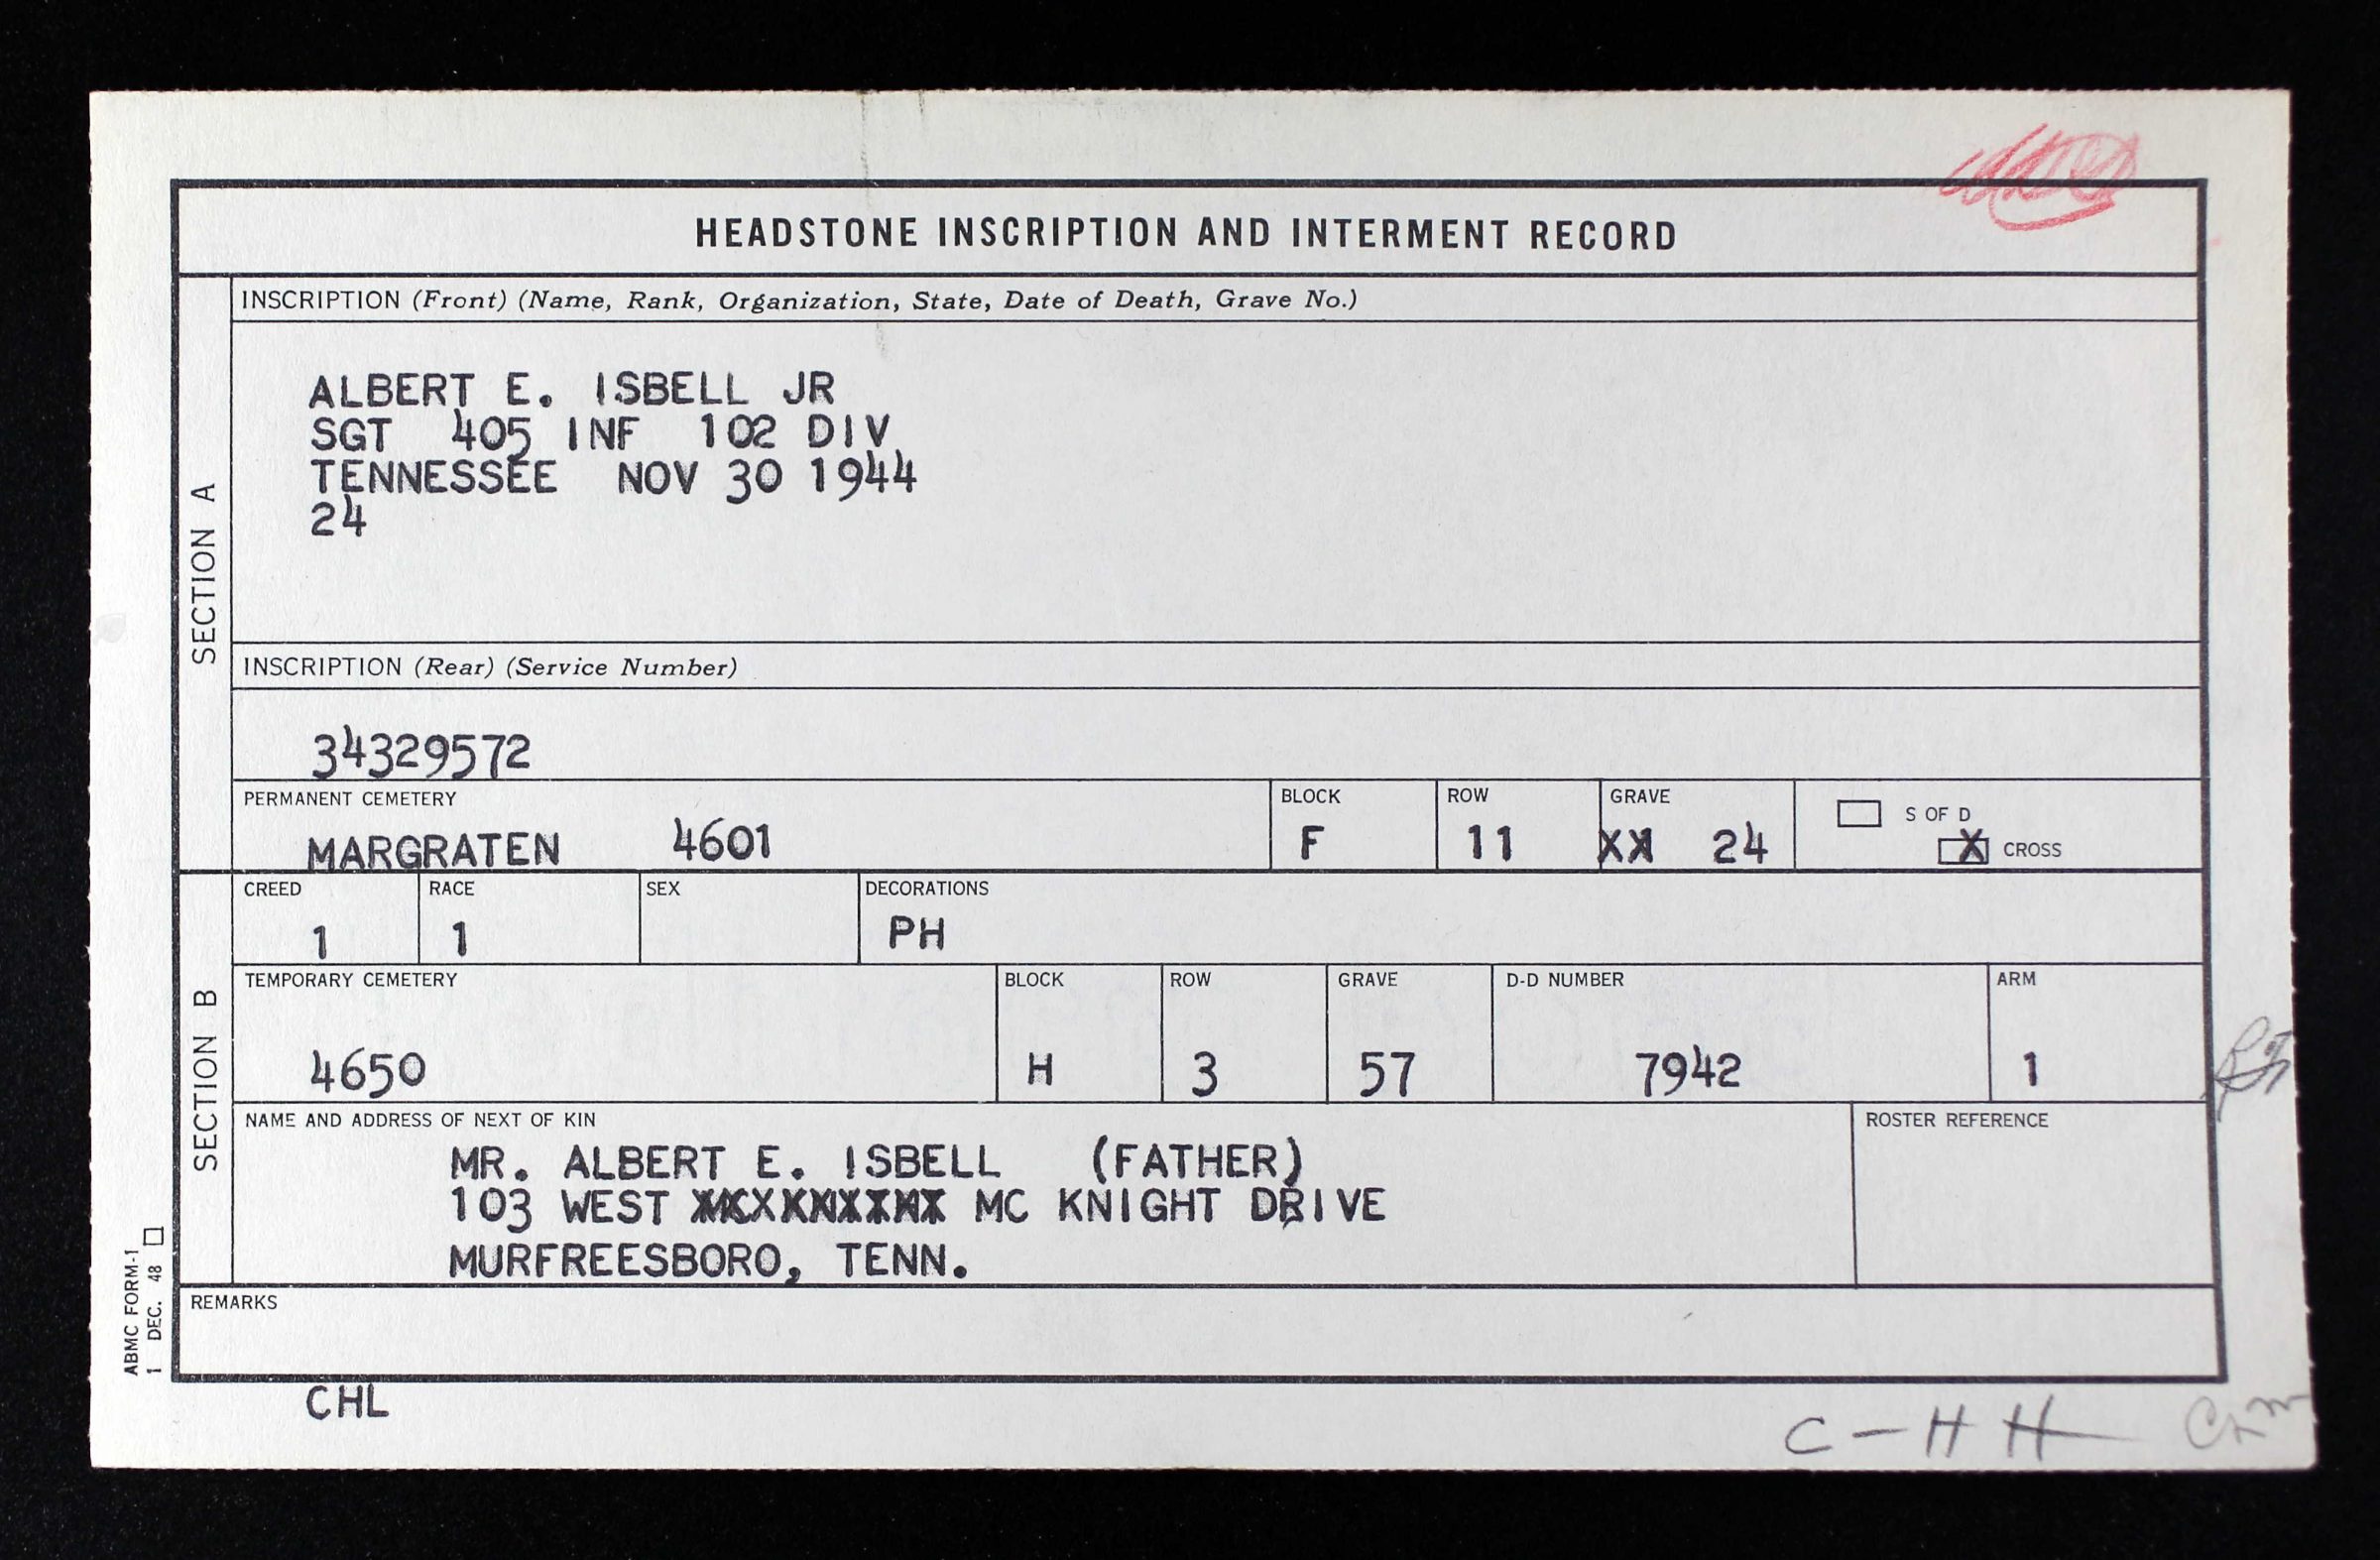 HEADSTONE INSCRIPTION AND INTERMENT RECORD
SECTION A
INSCRIPTION (Front) (Name, Rank, Organization, State, Date of Death, Grave No.)
ALBERT E. ISBELL JR
SGT 405 INF 102 DIV
TENNESSEE NOV 30 1944
24
INSCRIPTION (Rear) (Service Number)
34329572
PERMANENT CEMETERY BLOCK ROW GRAVE
S OF D
MARGRATEN 4601 F 11 XX 24 X CROSS
SECTION B
CREED RACE SEX DECORATIONS
1 1 PH
TEMPORARY CEMETERY BLOCK ROW GRAVE D-D NUMBER ARM
4650 H 3 57 7942 1
NAME AND ADDRESS OF NEXT OF KIN ROSTER REFERENCE
MR. ALBERT E. ISBELL (FATHER)
103 WEST MC KNIGHT DRIVE
MURFREESBORO, TENN.
REMARKS
ABMC FORM-1
1 DEC. 48
CHL
C-H H